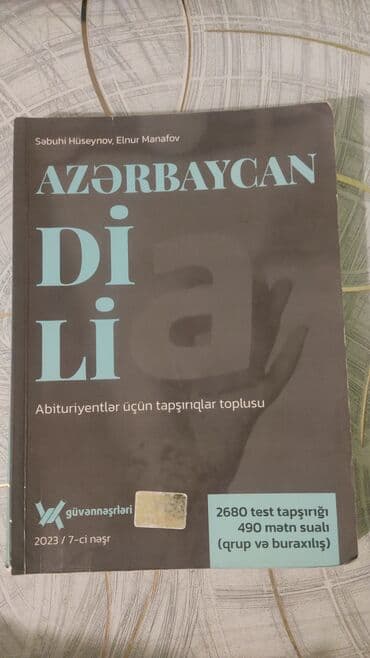 Səbuhi Hüseynov, Elnur Manafov
AZƏRBAYCAN
Dİ
Lİ
a
Abituriyentlər üçün tapşırıqlar toplusu
güvənnəşrləri
2023 / 7-ci nəşr
2680 test tapşırığı
490 mətn sualı
(qrup və buraxılış)